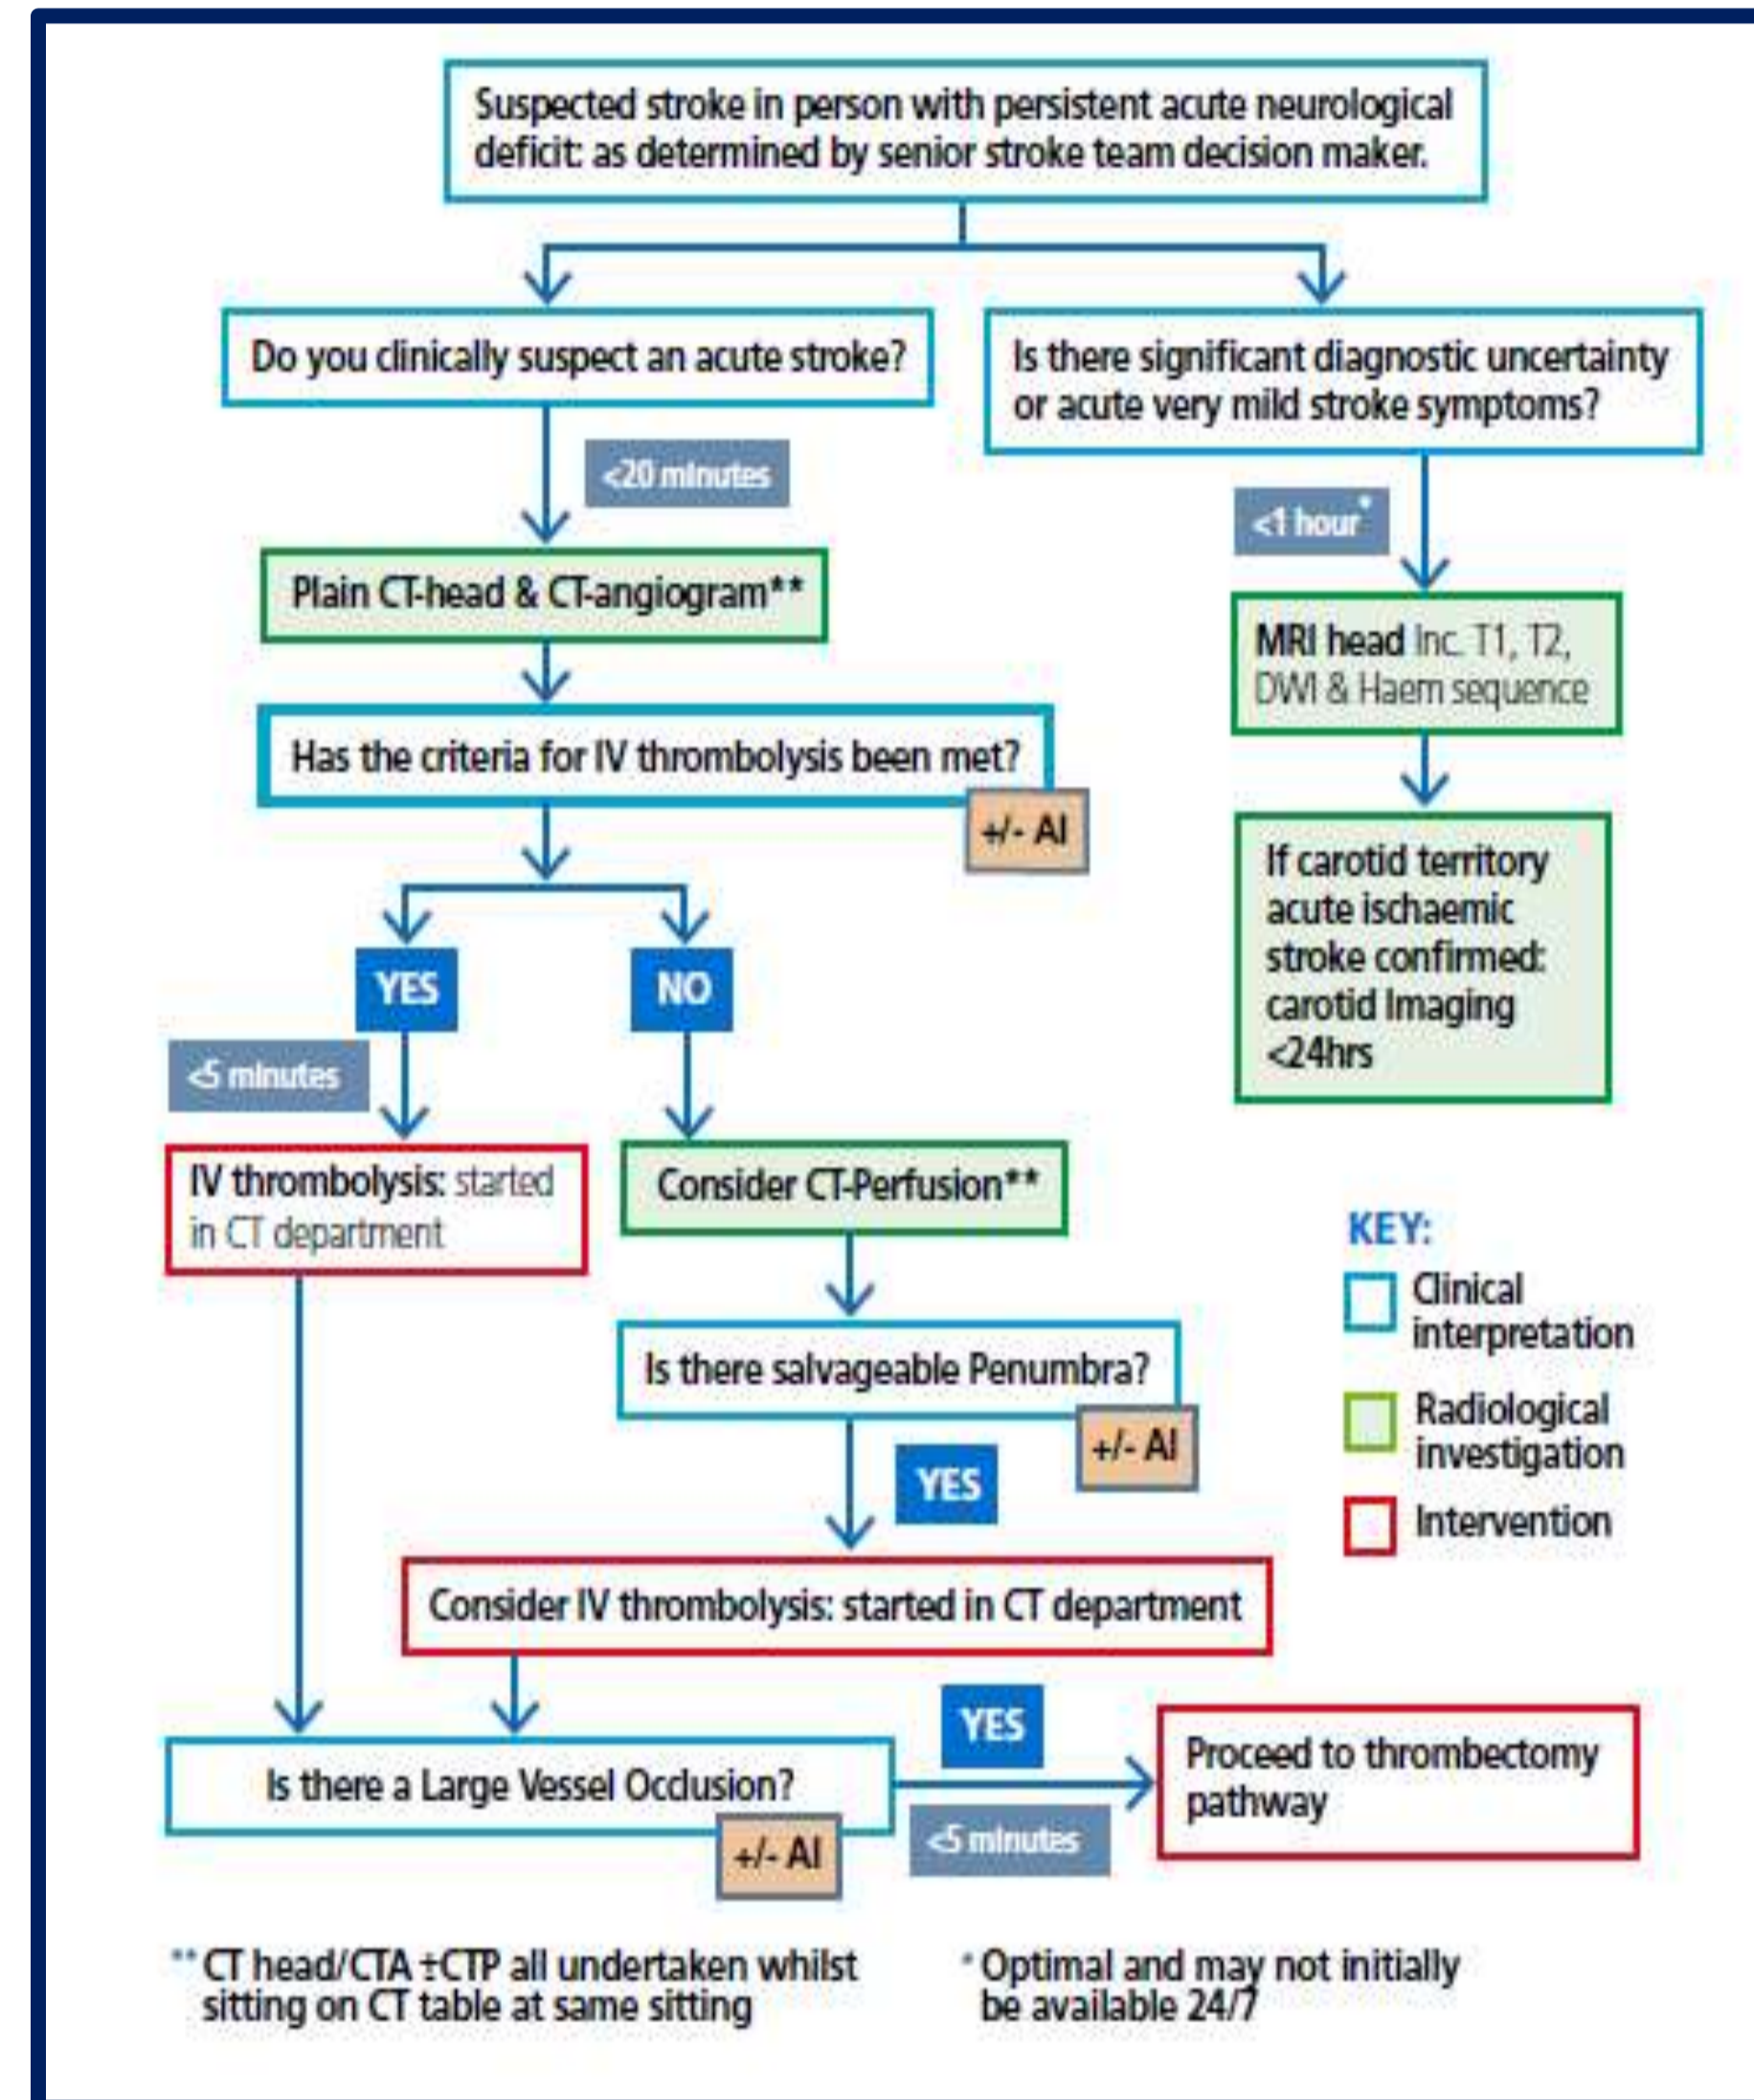 Suspected stroke in person with persistent acute neurological
deficit: as determined by senior stroke team decision maker.
Do you clinically suspect an acute stroke?
Is there significant diagnostic uncertainty
or acute very mild stroke symptoms?
<20 minutes
<1 hour*
Plain CT-head & CT-angiogram**
MRI head Inc. T1, T2,
DWI & Haem sequence
Has the criteria for IV thrombolysis been met?
+/- AI
If carotid territory
acute ischaemic
stroke confirmed:
carotid Imaging
<24hrs
YES
NO
<5 minutes
IV thrombolysis: started
in CT department
Consider CT-Perfusion**
KEY:
Clinical
interpretation
Radiological
investigation
Intervention
Is there salvageable Penumbra?
+/- AI
YES
Consider IV thrombolysis: started in CT department
Is there a Large Vessel Occlusion?
+/- AI
YES
<5 minutes
Proceed to thrombectomy
pathway
** CT head/CTA ±CTP all undertaken whilst
sitting on CT table at same sitting
* Optimal and may not initially
be available 24/7